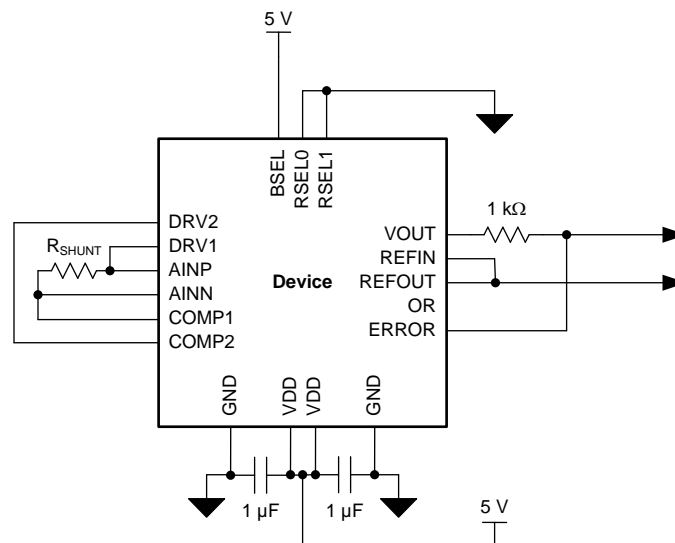 5 V
BSEL
RSEL0
RSEL1
DRV2
DRV1
AINP
AINN
COMP1
COMP2
RSHUNT
Device
VOUT
REFIN
REFOUT
OR
ERROR
1 kΩ
GND
VDD
VDD
GND
1 µF
1 µF
5 V